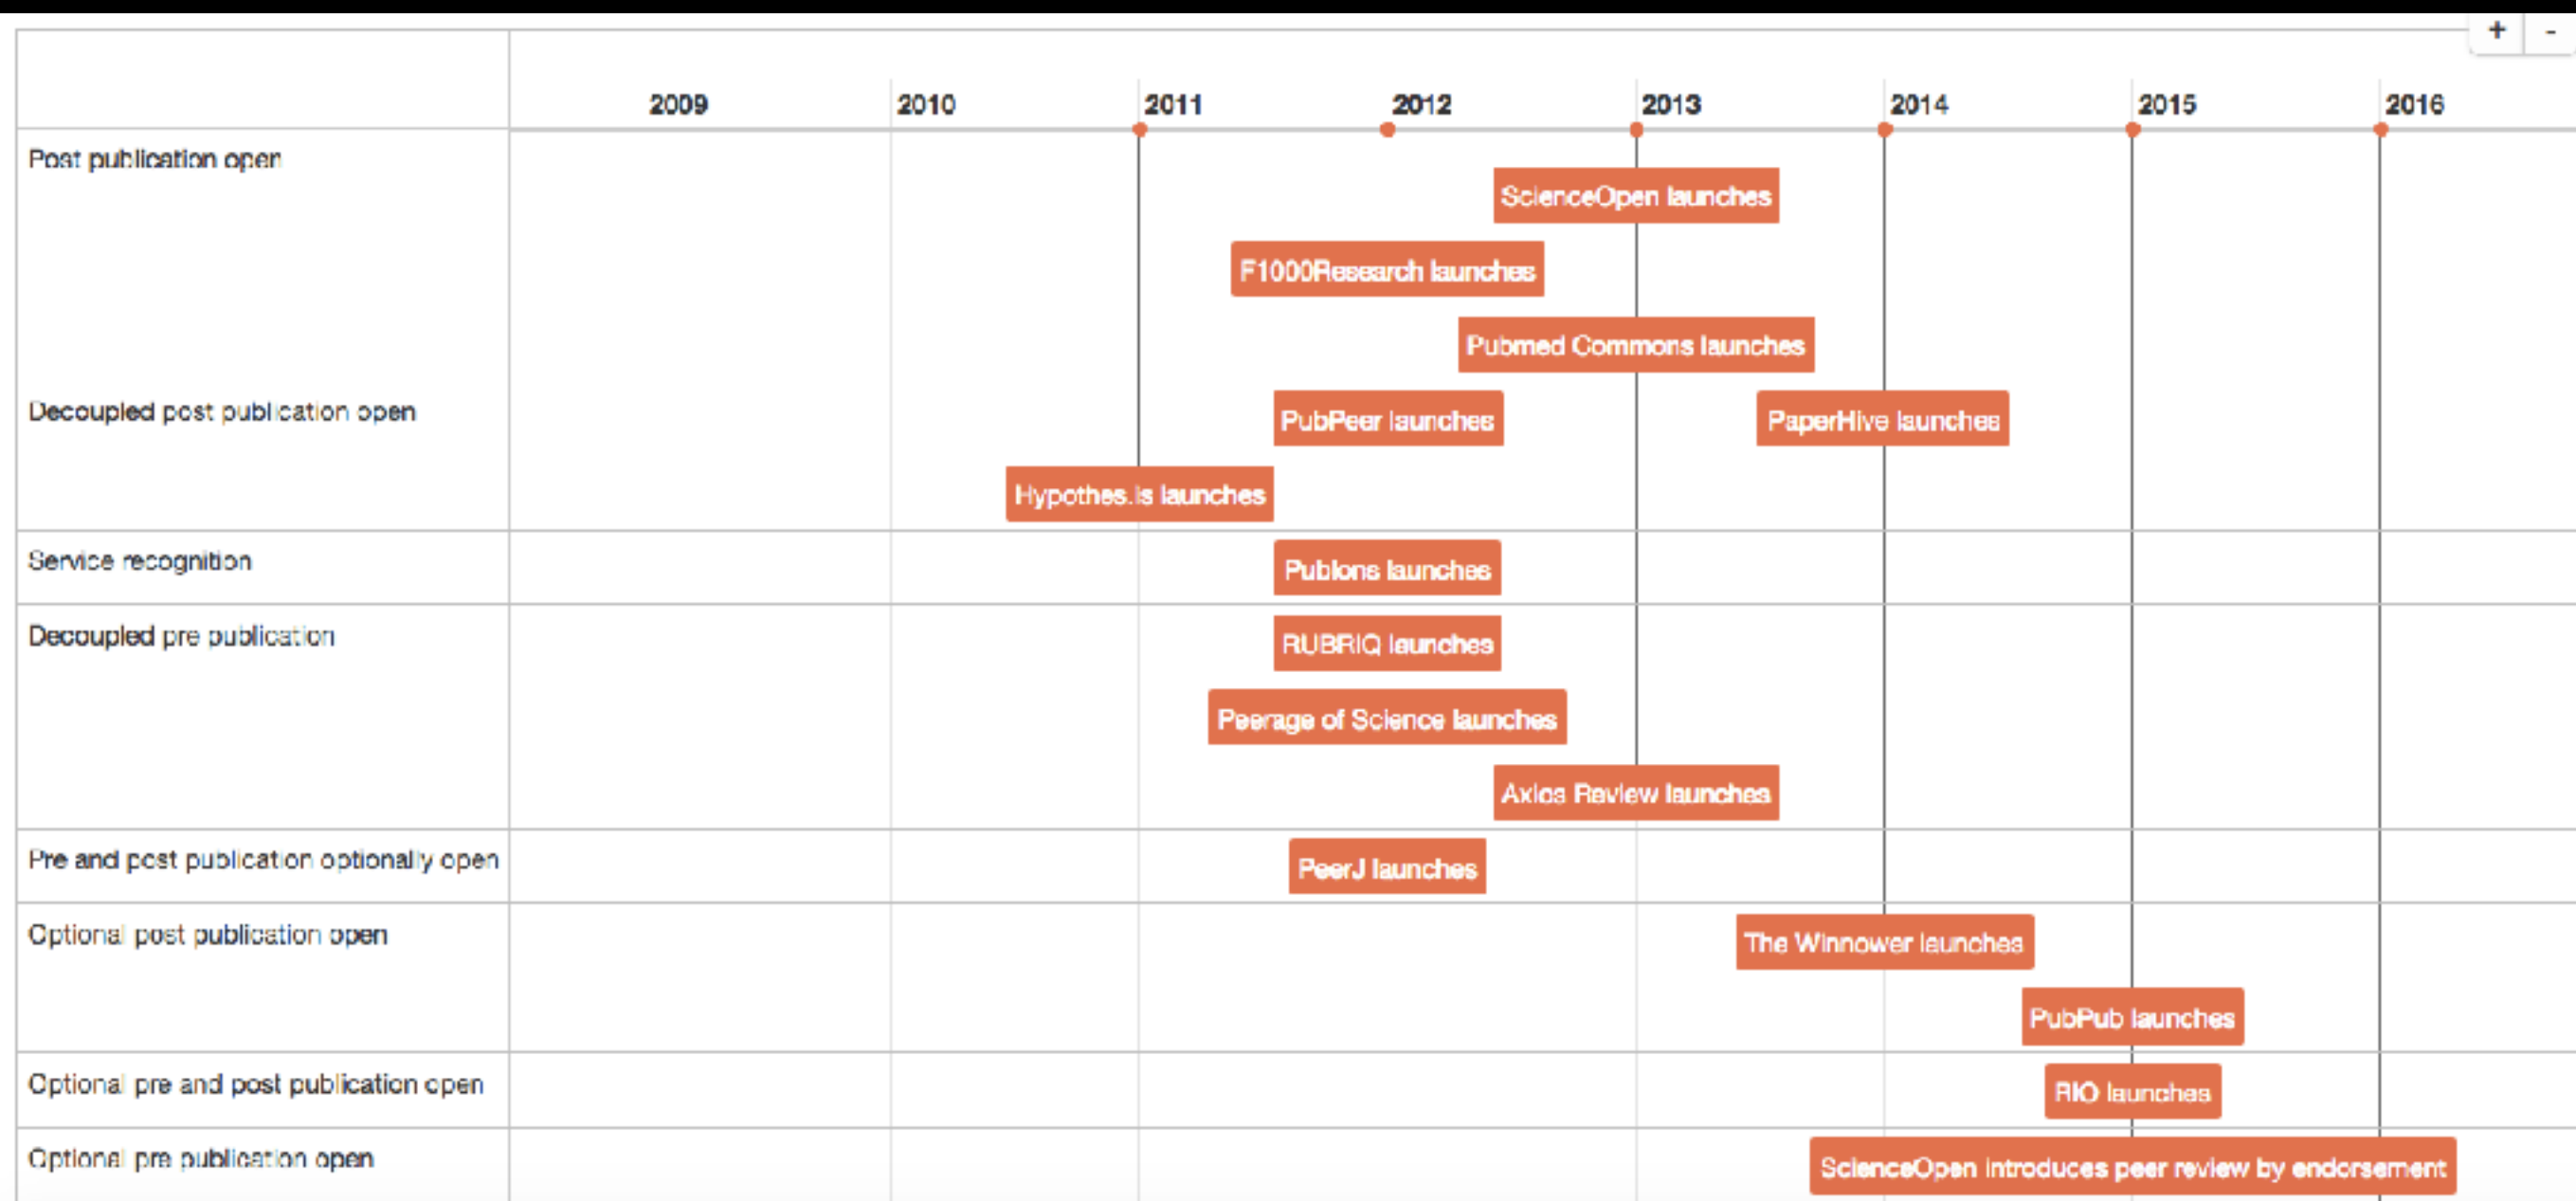 + -
2009 2010 2011 2012 2013 2014 2015 2016
Post publication open
ScienceOpen launches
F1000Research launches
Pubmed Commons launches
Decoupled post publication open
PubPeer launches PaperHive launches
Hypothes.is launches
Service recognition
Publons launches
Decoupled pre publication
RUBRIQ launches
Peerage of Science launches
Axios Review launches
Pre and post publication optionally open
PeerJ launches
Optional post publication open
The Winnower launches
PubPub launches
Optional pre and post publication open
RIO launches
Optional pre publication open
ScienceOpen introduces peer review by endorsement